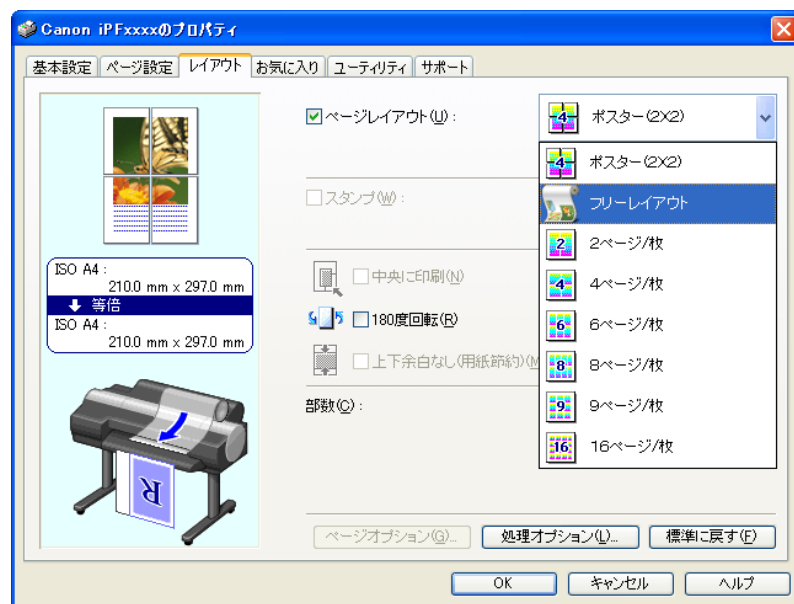 Canon iPFxxxxのプロパティ
基本設定 ページ設定 レイアウト お気に入り ユーティリティ サポート
ページレイアウト(U) :
4 ポスター(2X2)
4 ポスター(2X2)
フリーレイアウト
2 2ページ/枚
4 4ページ/枚
6 6ページ/枚
8 8ページ/枚
9 9ページ/枚
16 16ページ/枚
スタンプ(W) :
中央に印刷(N)
180度回転(R)
上下余白なし(用紙節約)(M
部数(C) :
ISO A4 :
210.0 mm x 297.0 mm
等倍
ISO A4 :
210.0 mm x 297.0 mm
R
ページオプション(G)... 処理オプション(L)... 標準に戻す(F)
OK キャンセル ヘルプ